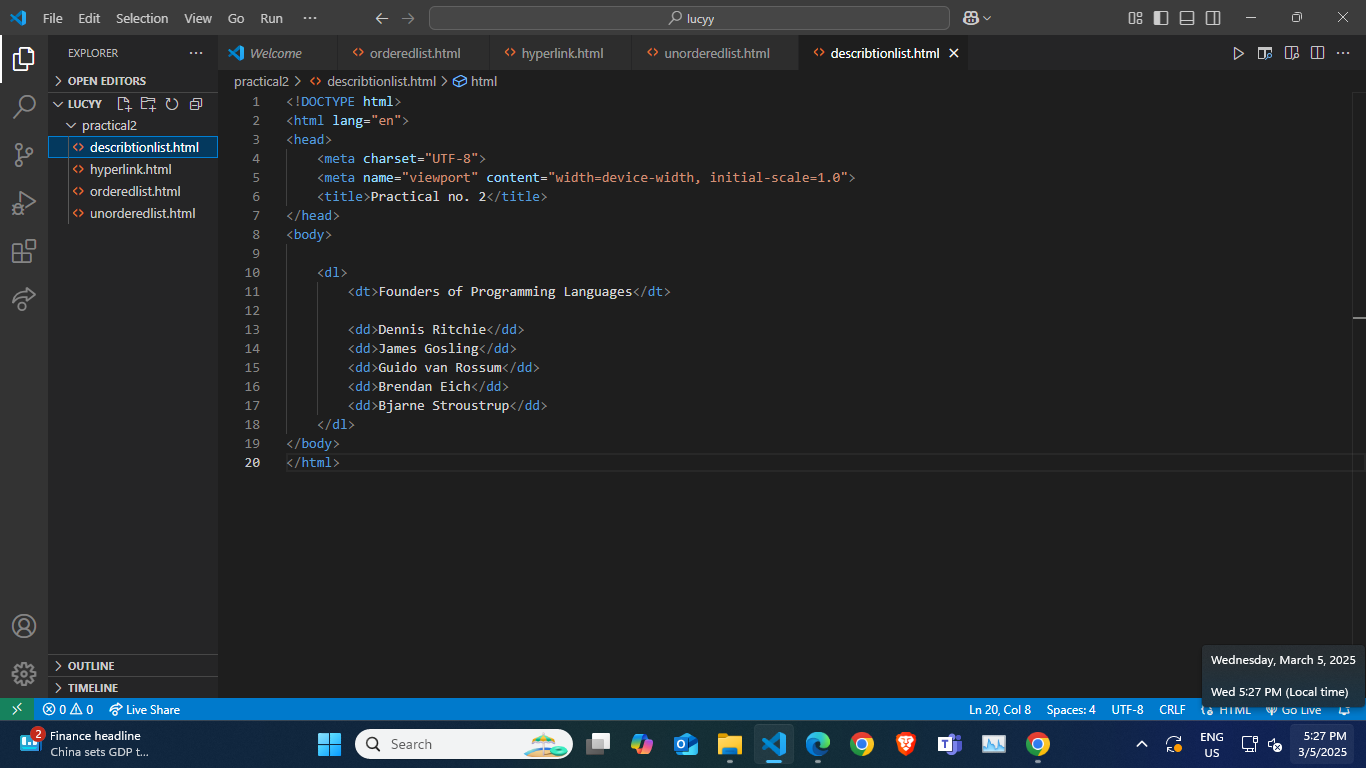 File Edit Selection View Go Run ···
lucyy
EXPLORER ···
OPEN EDITORS
LUCYY
practical2
describtionlist.html
hyperlink.html
orderedlist.html
unorderedlist.html
OUTLINE
TIMELINE
Welcome orderedlist.html hyperlink.html unorderedlist.html describtionlist.html
practical2 > describtionlist.html > html
1 <!DOCTYPE html>
2 <html lang="en">
3 <head>
4 <meta charset="UTF-8">
5 <meta name="viewport" content="width=device-width, initial-scale=1.0">
6 <title>Practical no. 2</title>
7 </head>
8 <body>
9
10 <dl>
11 <dt>Founders of Programming Languages</dt>
12
13 <dd>Dennis Ritchie</dd>
14 <dd>James Gosling</dd>
15 <dd>Guido van Rossum</dd>
16 <dd>Brendan Eich</dd>
17 <dd>Bjarne Stroustrup</dd>
18 </dl>
19 </body>
20 </html>
Wednesday, March 5, 2025
Wed 5:27 PM (Local time)
0 0 Live Share Ln 20, Col 8 Spaces: 4 UTF-8 CRLF HTML Go Live
2
Finance headline
China sets GDP t...
Search
ENG
US
5:27 PM
3/5/2025